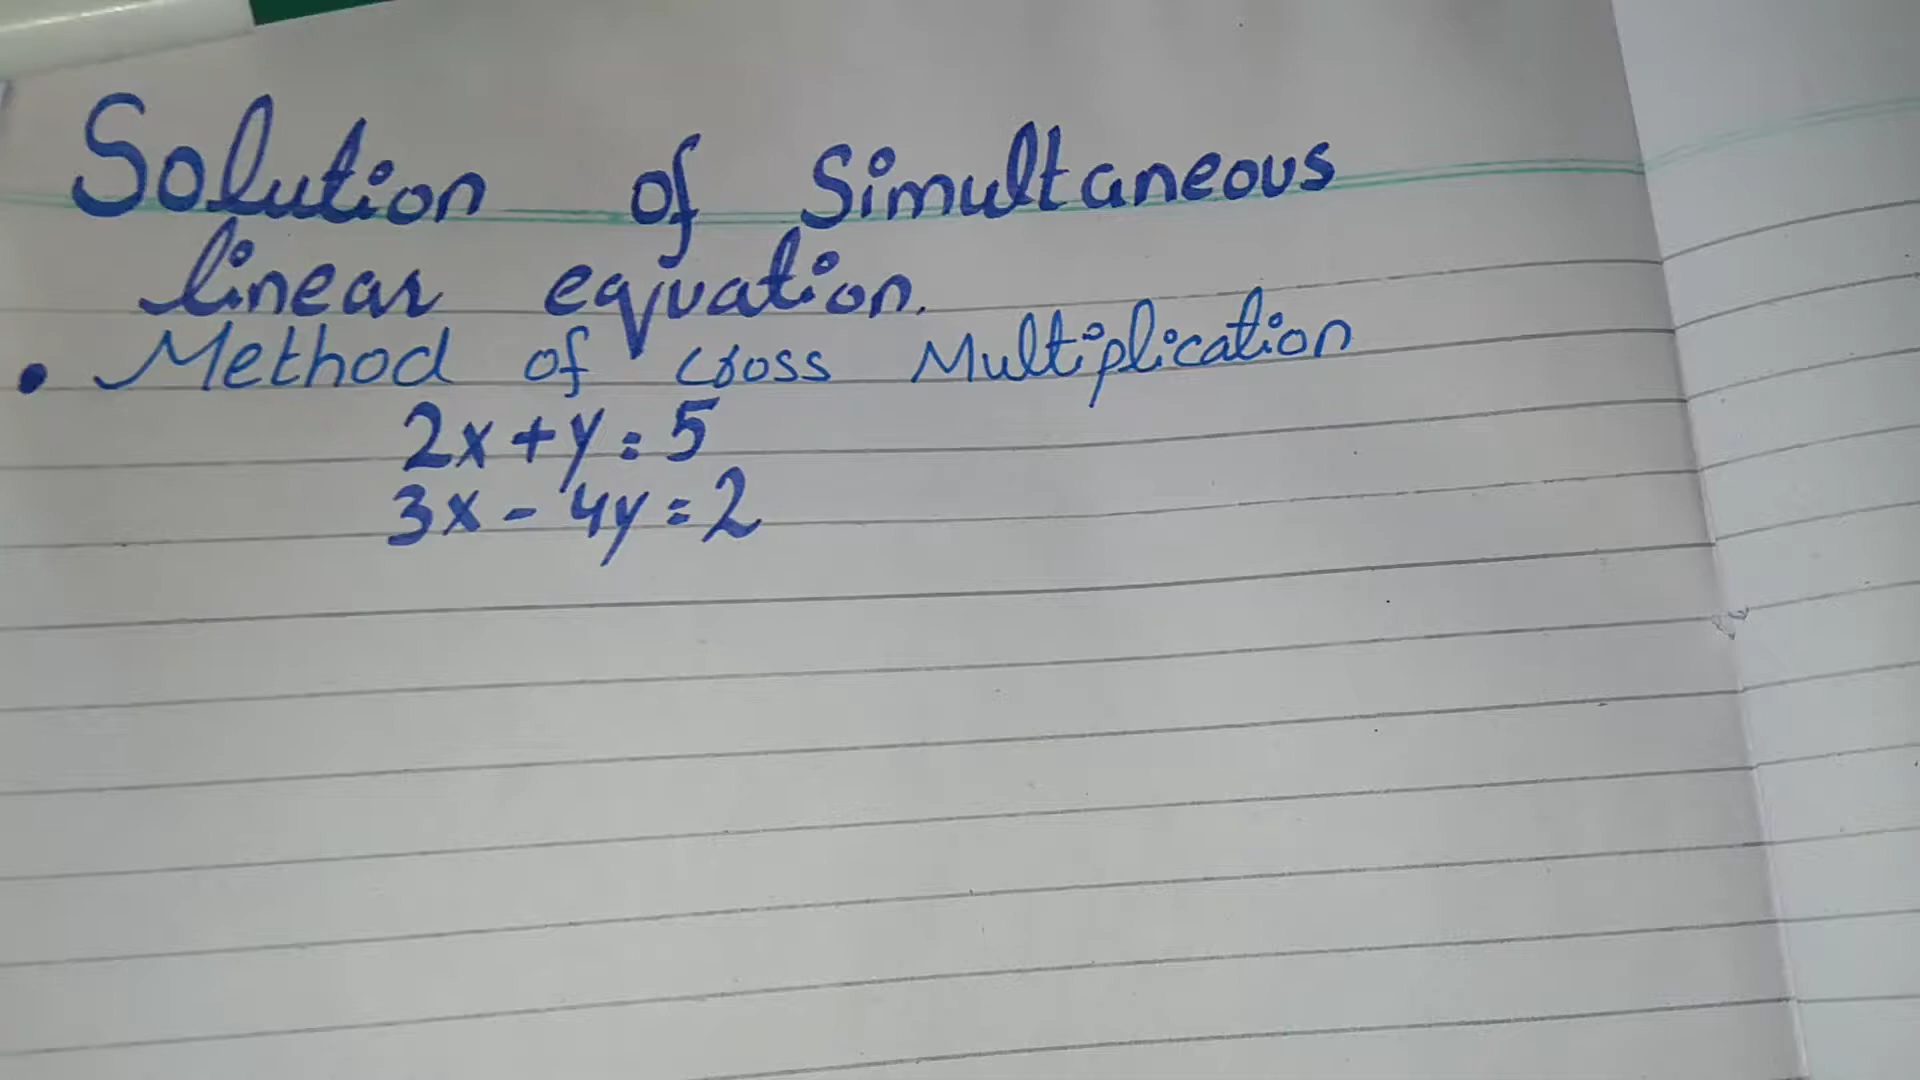 Solution of Simultaneous
linear equation.
• Method of cross Multiplication
2x+y=5
3x-4y=2